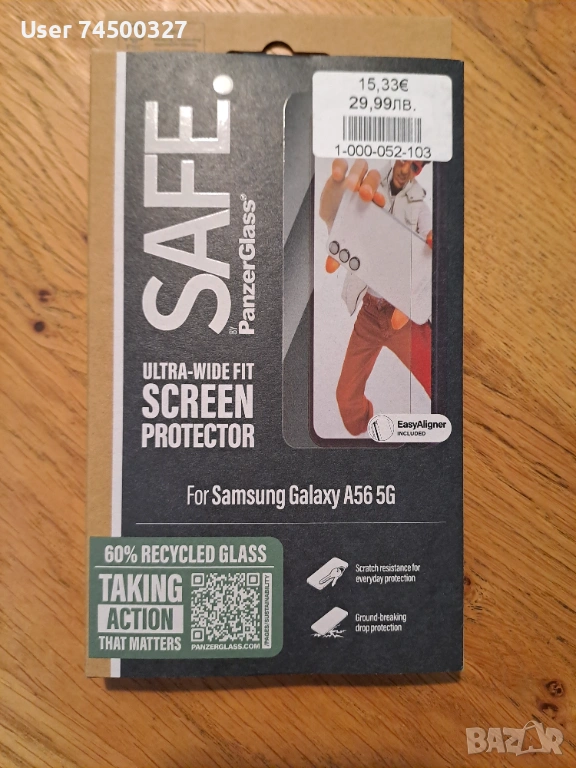 User 74500327
15,33€
29,99ЛВ.
1-000-052-103
SAFE.
BY PanzerGlass®
ULTRA-WIDE FIT
SCREEN
PROTECTOR
EasyAligner
INCLUDED
For Samsung Galaxy A56 5G
60% RECYCLED GLASS
TAKING
ACTION
THAT MATTERS
PANZERGLASS.COM
/PAGES/SUSTAINABILITY
Scratch resistance for
everyday protection
Ground-breaking
drop protection
BAZAR